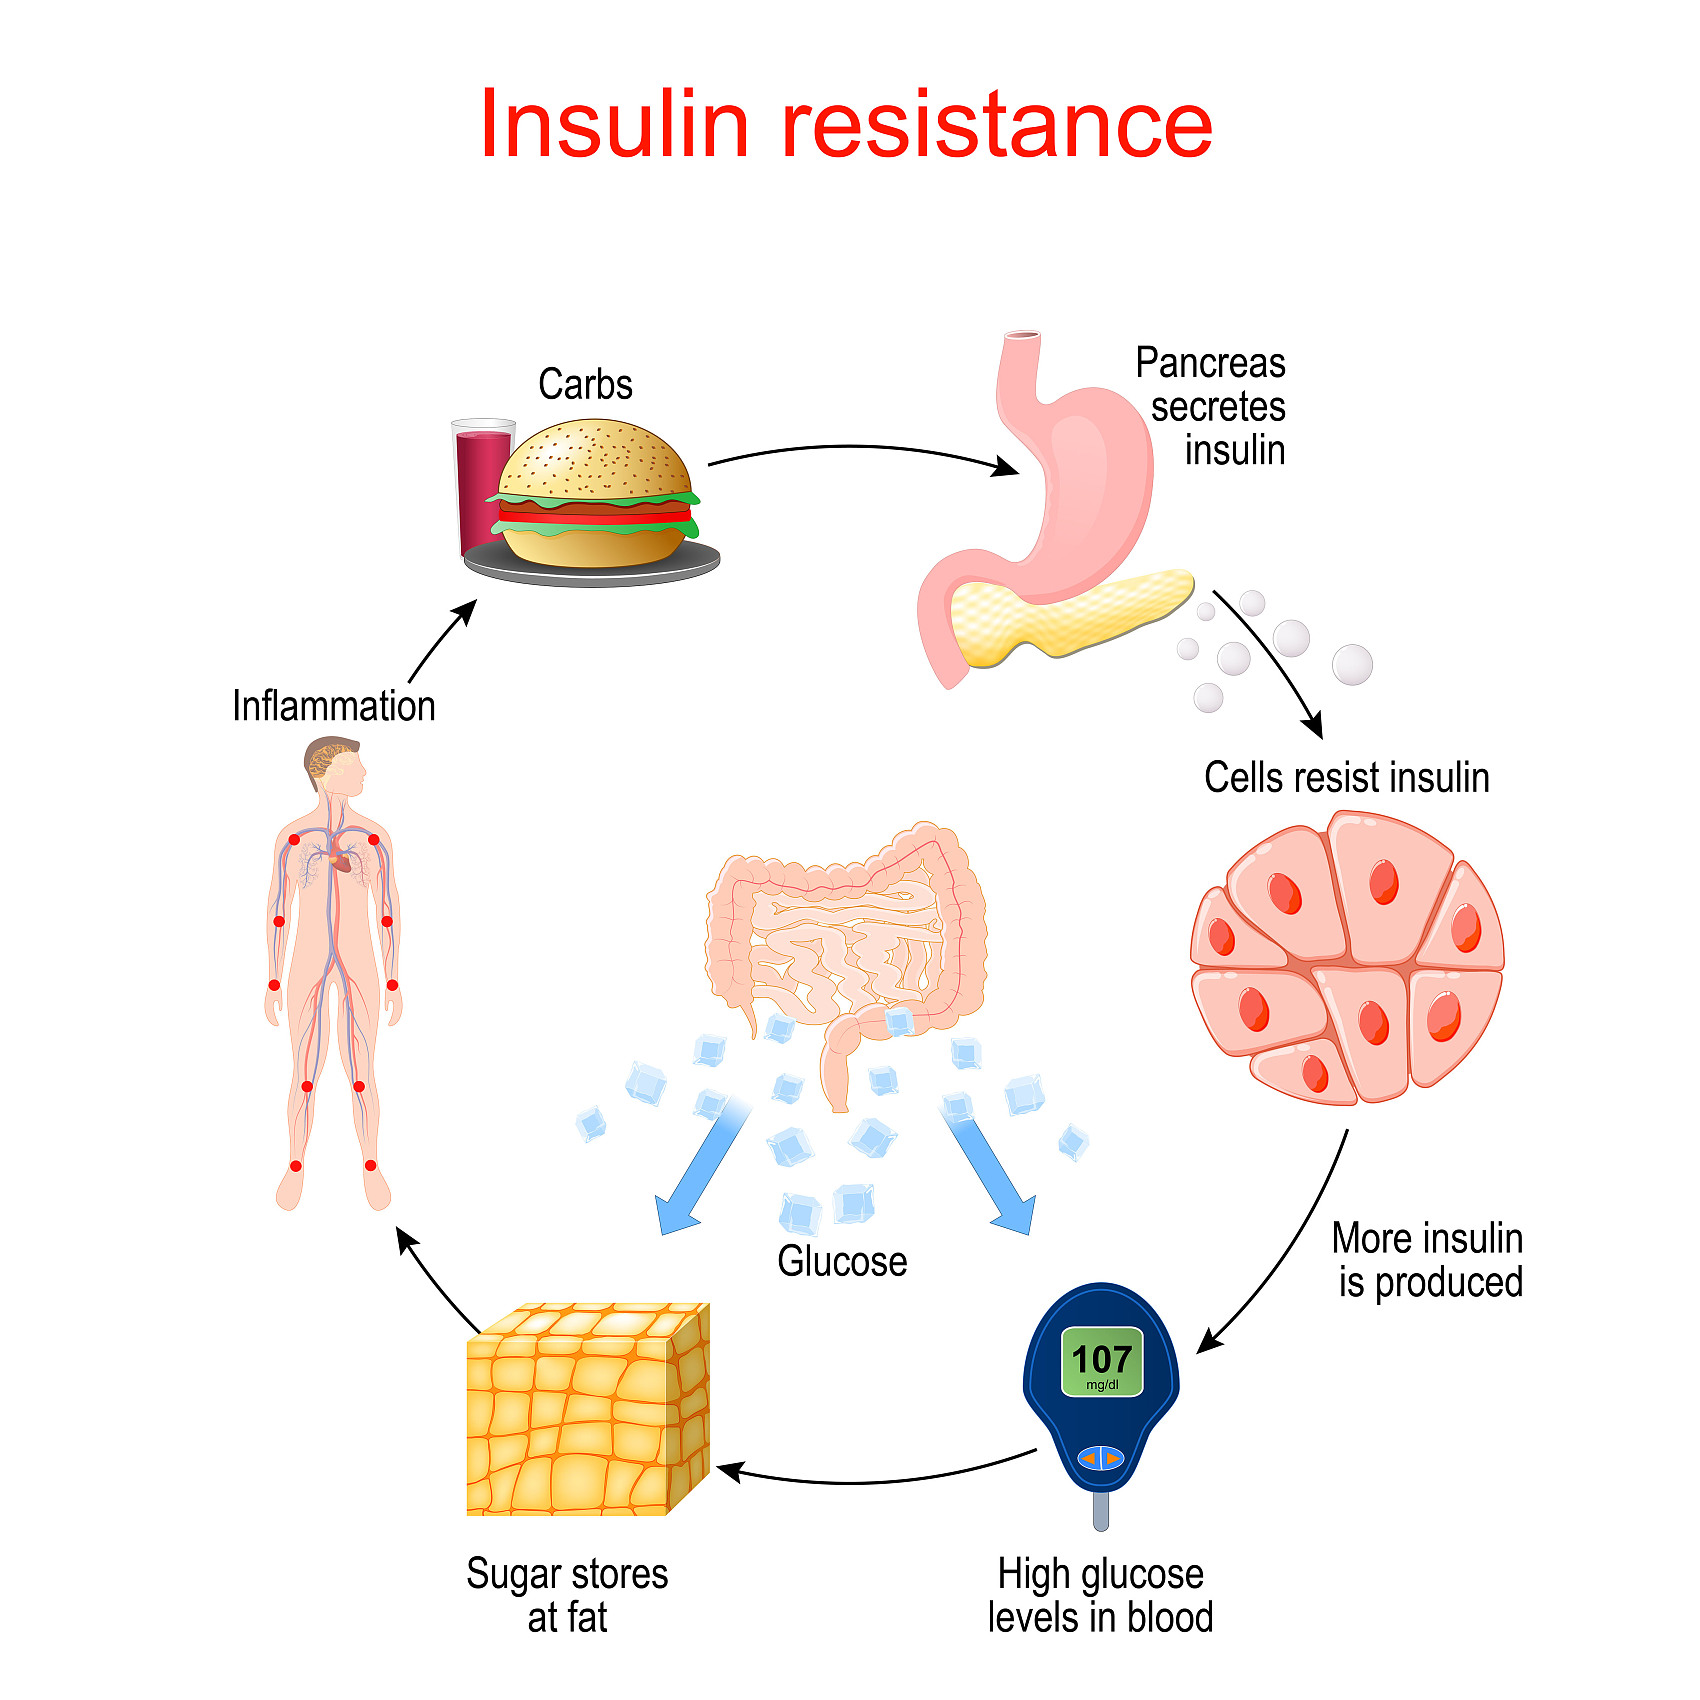 Insulin resistance
Carbs
Pancreas
secretes
insulin
Cells resist insulin
More insulin
is produced
107
mg/dl
High glucose
levels in blood
Sugar stores
at fat
Inflammation
Glucose